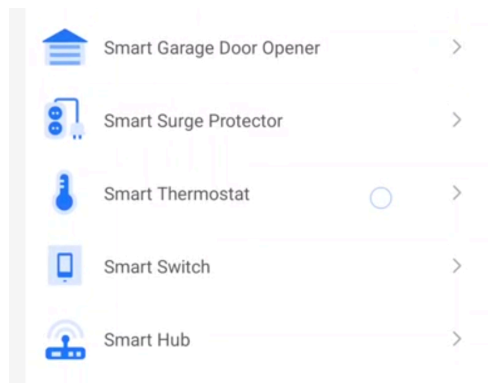 Smart Garage Door Opener
Smart Surge Protector
Smart Thermostat
Smart Switch
Smart Hub